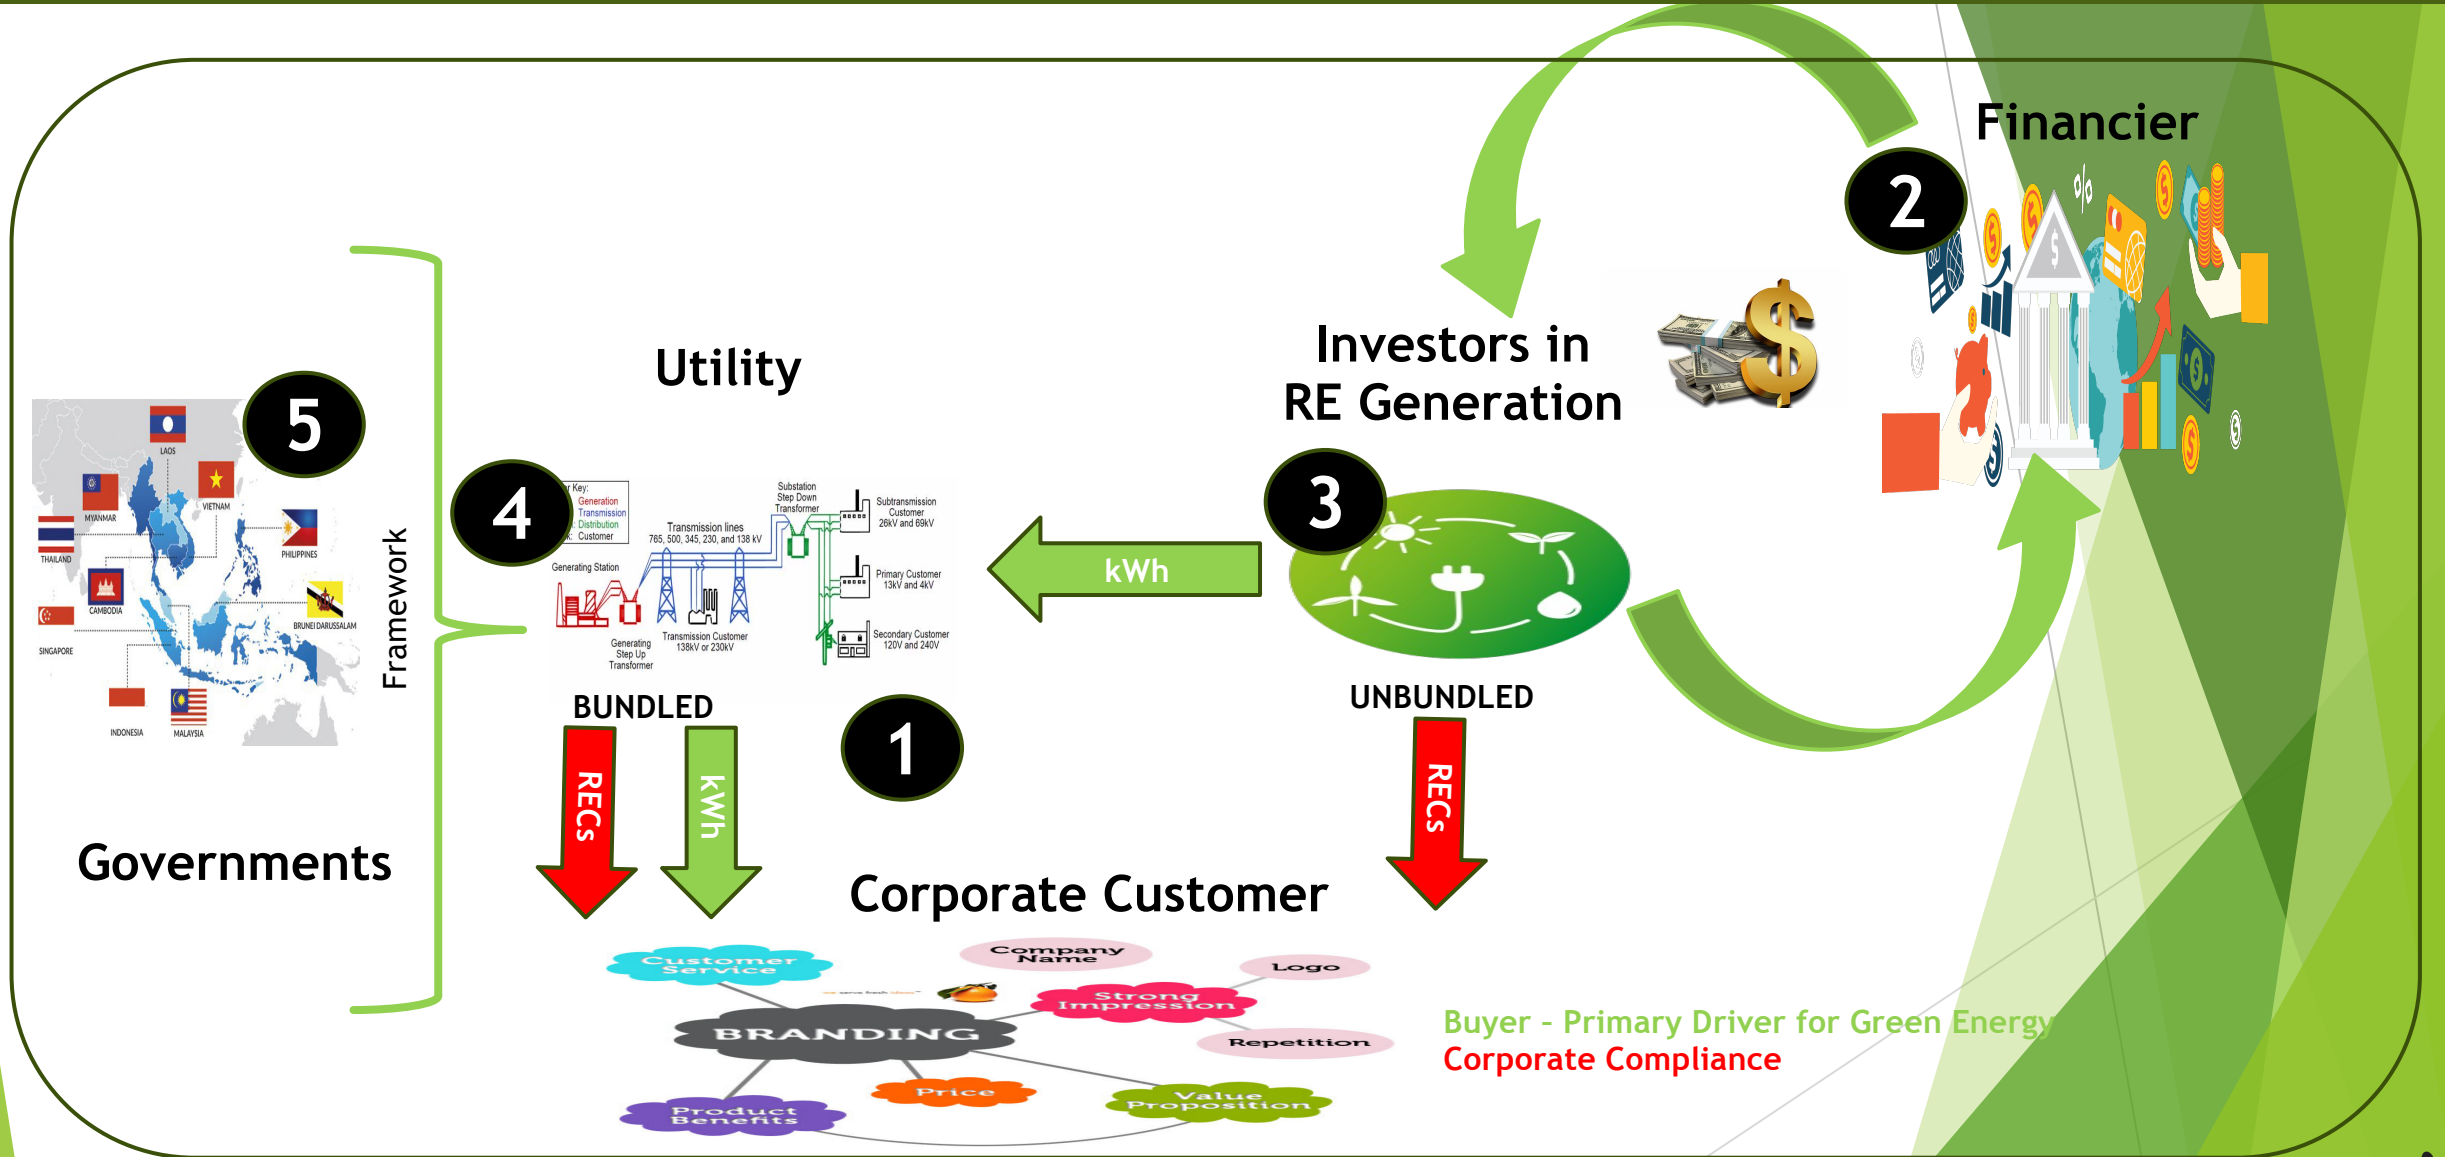 Financier
2
%
Investors in
RE Generation
Utility
5
LAOS
MYANMAR
VIETNAM
THAILAND
PHILIPPINES
CAMBODIA
BRUNEI DARUSSALAM
SINGAPORE
INDONESIA
MALAYSIA
Framework
Governments
4
Key:
Generation
Transmission
Distribution
Customer
Substation
Step Down
Transformer
Subtransmission
Customer
26kV and 69kV
Transmission lines
765, 500, 345, 230, and 138 kV
Generating Station
Primary Customer
13kV and 4kV
Generating
Step Up
Transformer
Transmission Customer
138kV or 230kV
Secondary Customer
120V and 240V
kWh
3
BUNDLED
UNBUNDLED
RECs
kWh
1
RECs
Corporate Customer
Customer
Service
Company
Name
Logo
we serve fresh ideas
Strong
Impression
BRANDING
Repetition
Price
Product
Benefits
Value
Proposition
Buyer - Primary Driver for Green Energy
Corporate Compliance